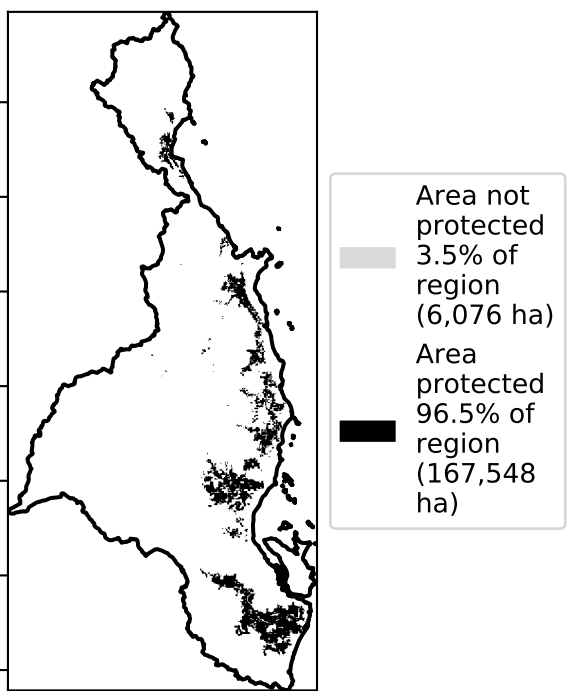 Area not
protected
3.5% of
region
(6,076 ha)
Area
protected
96.5% of
region
(167,548
ha)